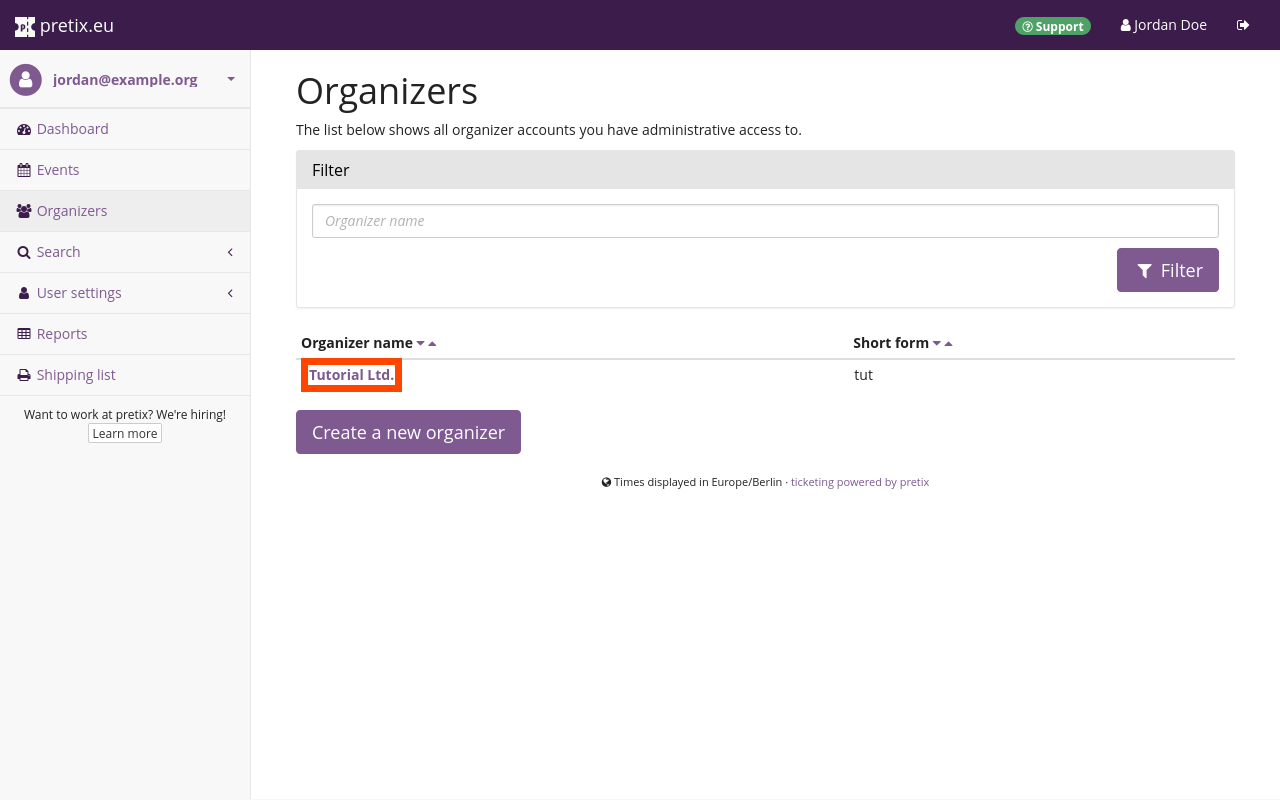 pretix.eu
Support
Jordan Doe
jordan@example.org
Dashboard
Events
Organizers
Search
User settings
Reports
Shipping list
Want to work at pretix? We're hiring!
Learn more
Organizers
The list below shows all organizer accounts you have administrative access to.
Filter
Organizer name
Filter
Organizer name Short form
Tutorial Ltd. tut
Create a new organizer
Times displayed in Europe/Berlin · ticketing powered by pretix